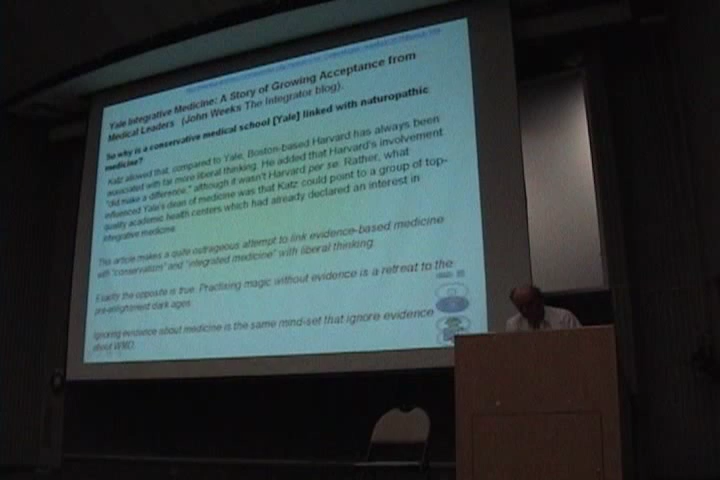 Yale Integrative Medicine: A Story of Growing Acceptance from
Medical Leaders (John Weeks The Integrator blog).
So why is a conservative medical school [Yale] linked with naturopathic
medicine?
Katz allowed that, compared to Yale, Boston-based Harvard has always been
associated with far more liberal thinking. He added that Harvard's involvement
"did make a difference," although it wasn't Harvard per se. Rather, what
influenced Yale's dean of medicine was that Katz could point to a group of top-
quality academic health centers which had already declared an interest in
integrative medicine.
This article makes a quite outrageous attempt to link evidence-based medicine
with "conservatism" and "integrated medicine" with liberal thinking.
Exactly the opposite is true. Practising magic without evidence is a retreat to the
pre-enlightenment dark ages.
Ignoring evidence about medicine is the same mind-set that ignore evidence
about WMD.